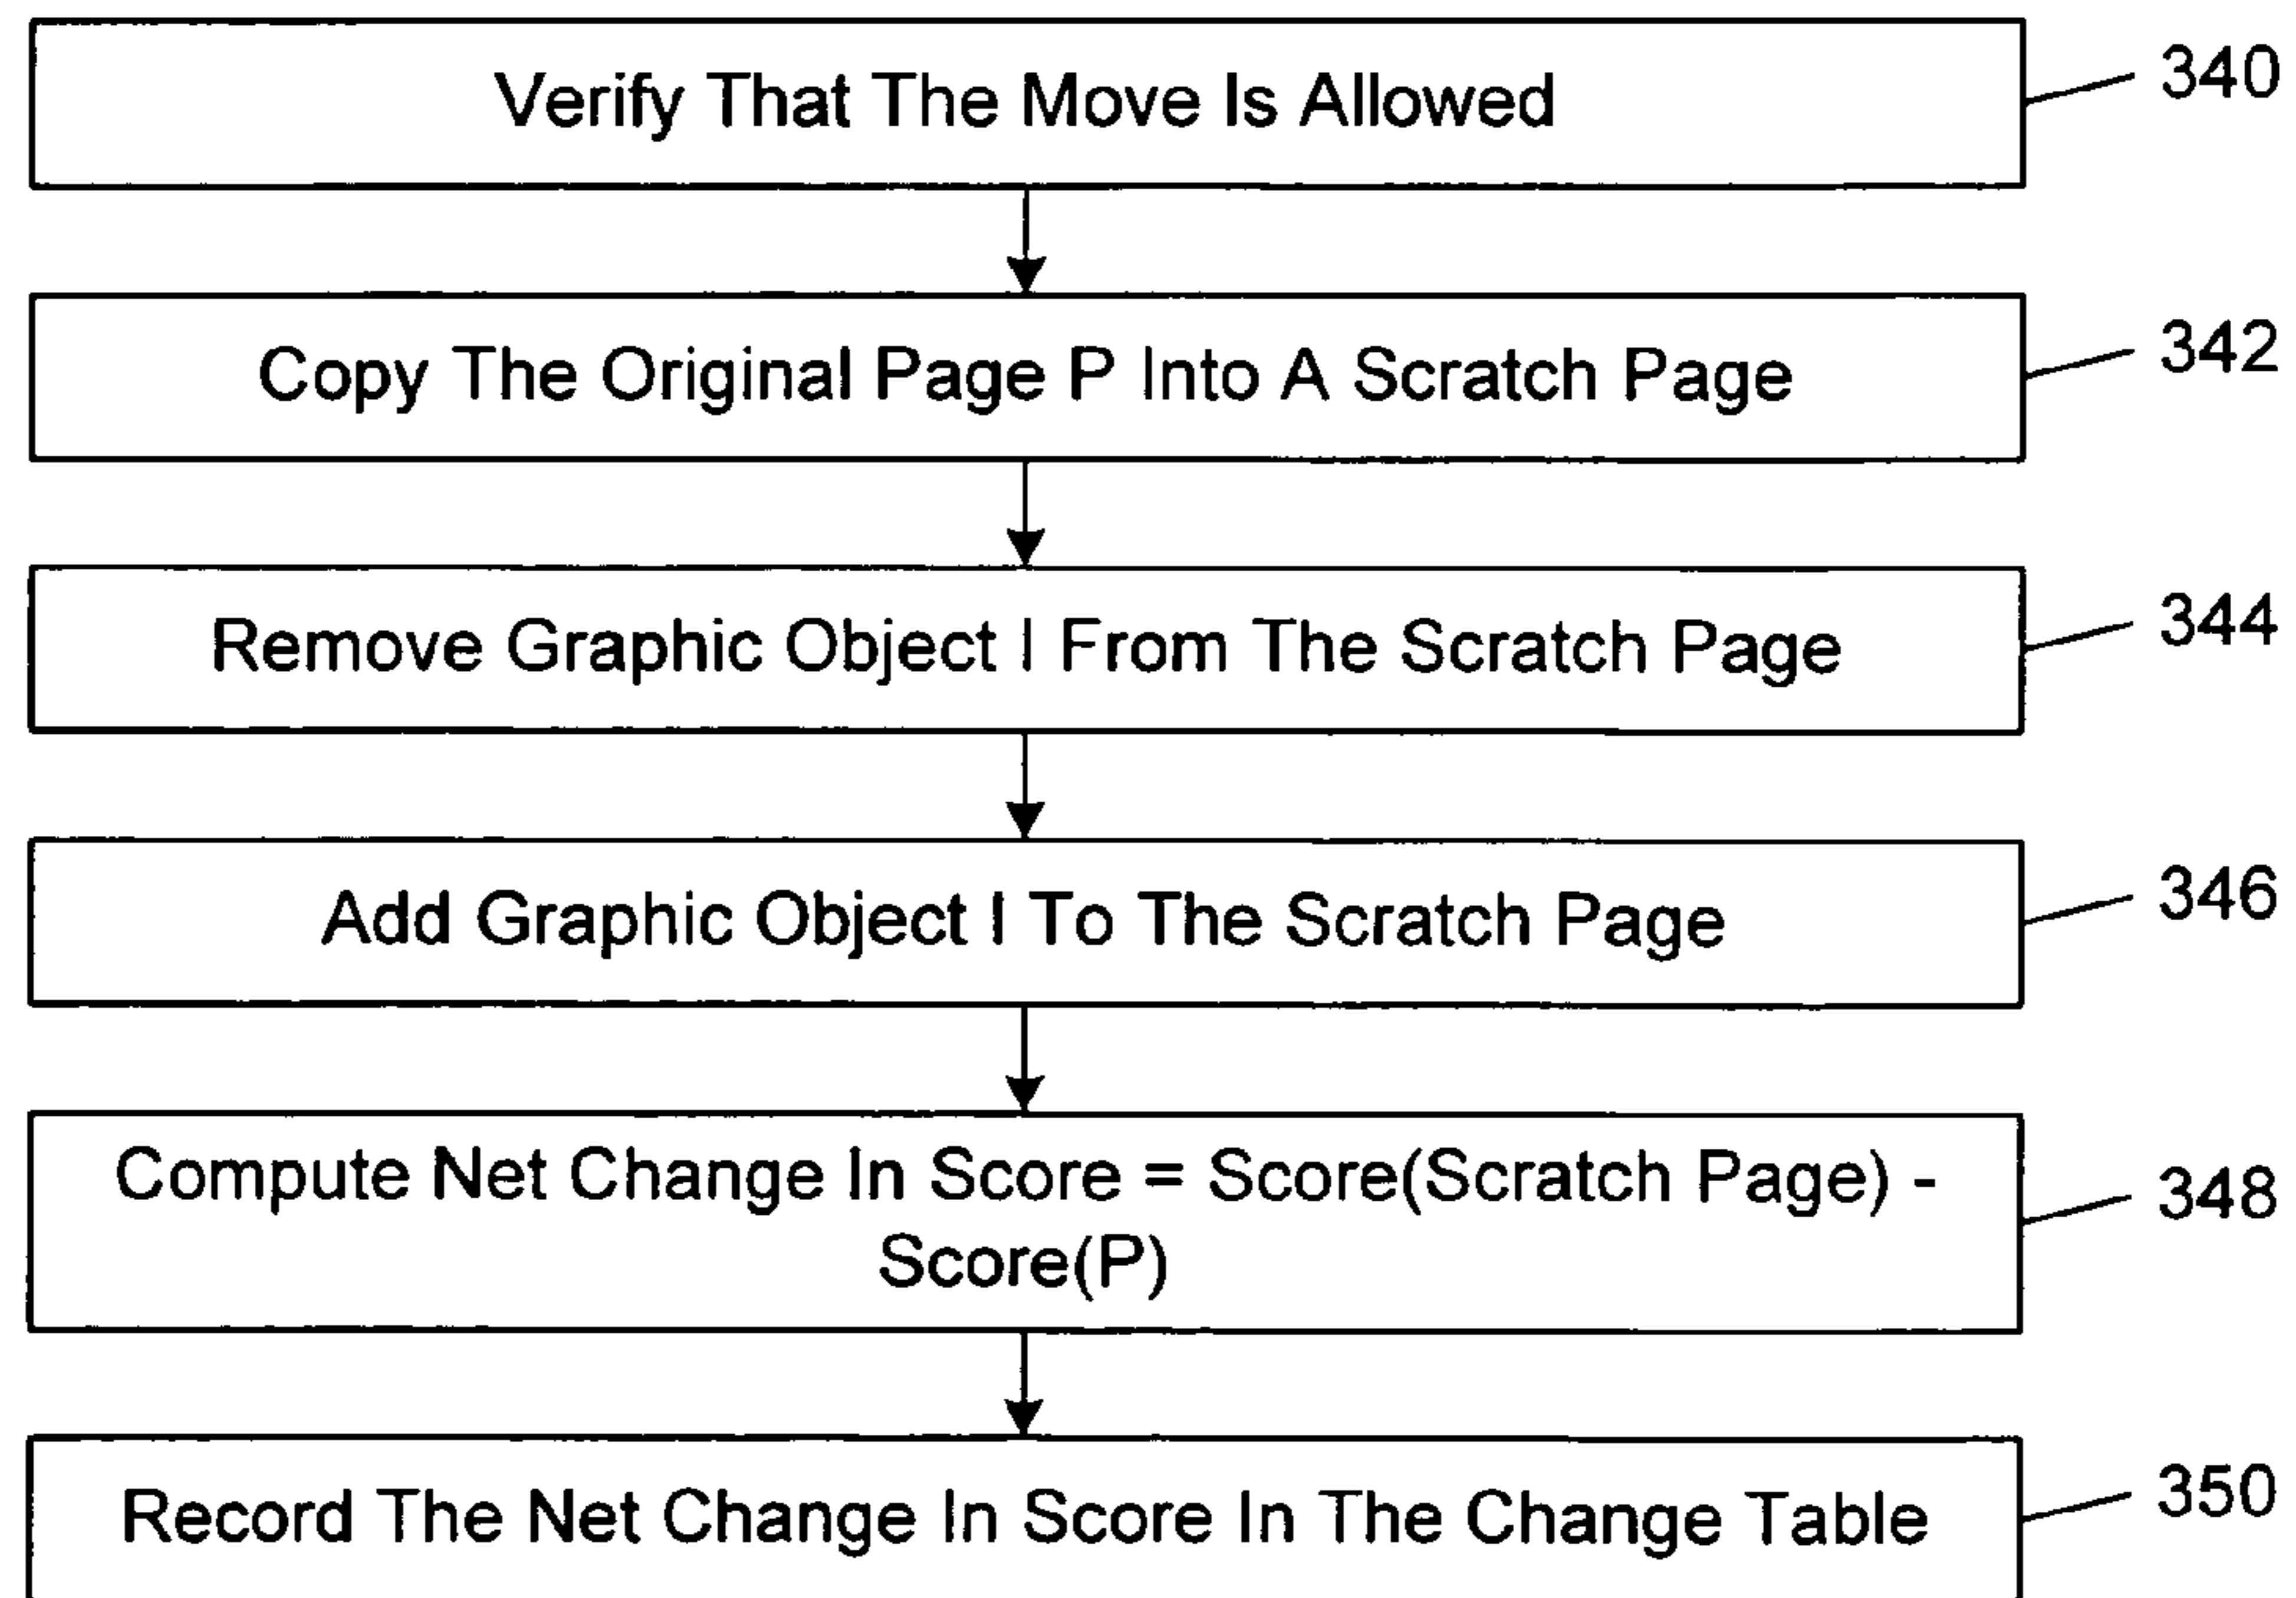 Verify That The Move Is Allowed
340
Copy The Original Page P Into A Scratch Page
342
Remove Graphic Object I From The Scratch Page
344
Add Graphic Object I To The Scratch Page
346
Compute Net Change In Score = Score(Scratch Page) -
Score(P)
348
Record The Net Change In Score In The Change Table
350